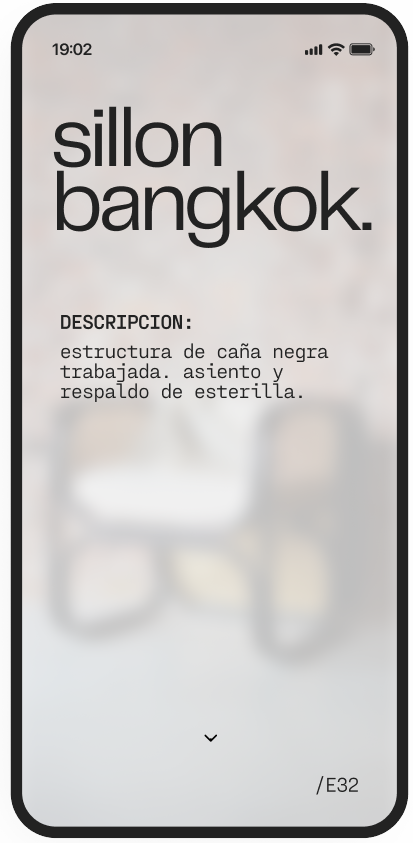 19:02
sillon
bangkok.
DESCRIPCION:
estructura de caña negra
trabajada. asiento y
respaldo de esterilla.
/E32